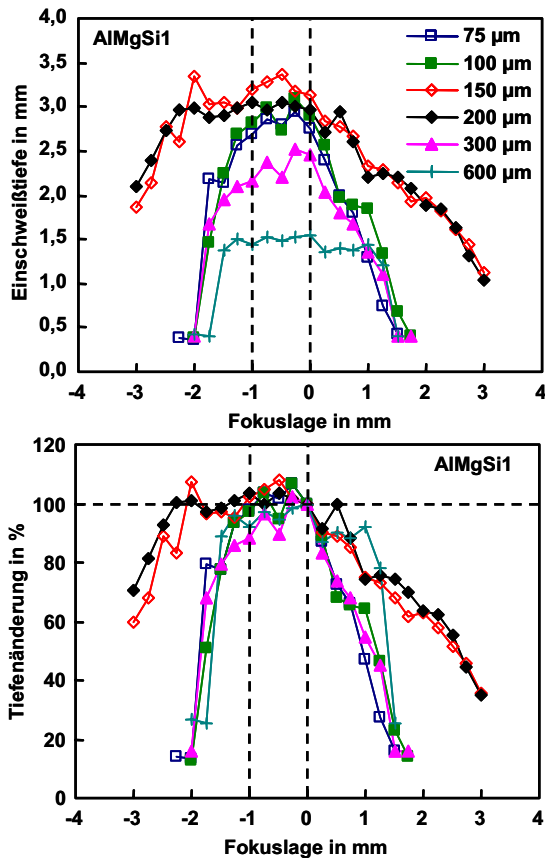 AlMgSi1
75 µm
100 µm
150 µm
200 µm
300 µm
600 µm
Einschweißtiefe in mm
4,0
3,5
3,0
2,5
2,0
1,5
1,0
0,5
0,0
-4 -3 -2 -1 0 1 2 3 4
Fokuslage in mm
AlMgSi1
Tiefenänderung in %
120
100
80
60
40
20
0
-4 -3 -2 -1 0 1 2 3 4
Fokuslage in mm